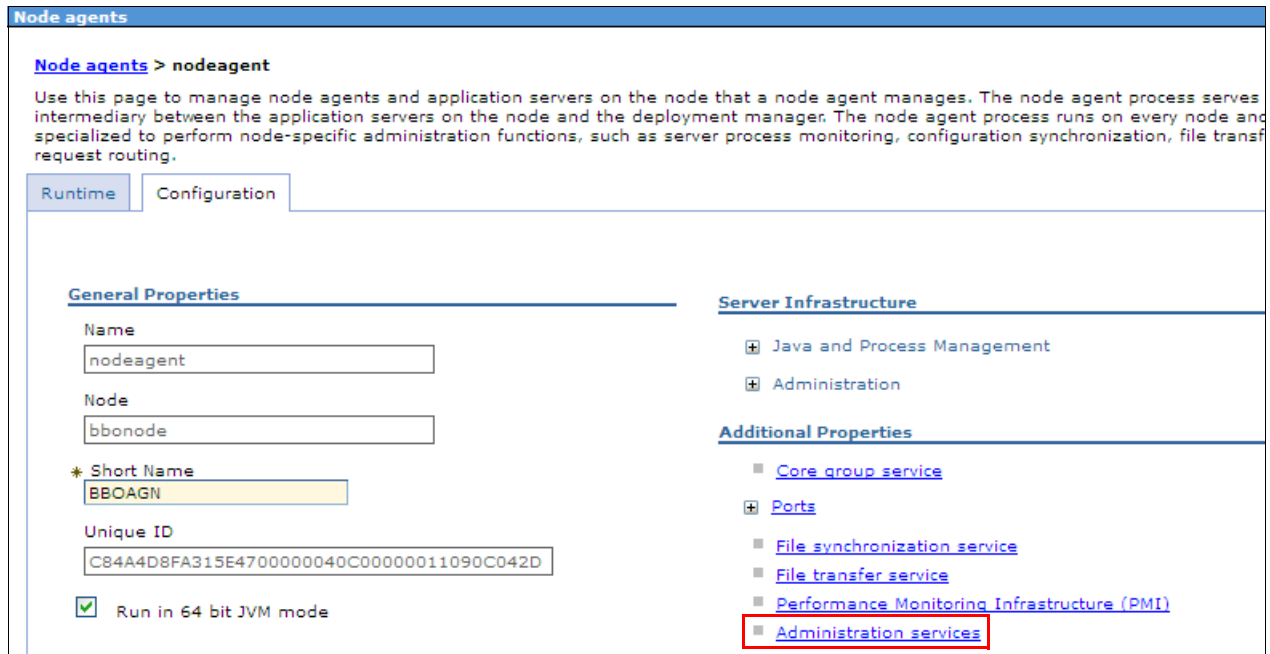 Node agents
Node agents > nodeagent
Use this page to manage node agents and application servers on the node that a node agent manages. The node agent process serves
intermediary between the application servers on the node and the deployment manager. The node agent process runs on every node and
specialized to perform node-specific administration functions, such as server process monitoring, configuration synchronization, file transf
request routing.
Runtime
Configuration
General Properties
Name
nodeagent
Node
bbonode
* Short Name
BBOAGN
Unique ID
C84A4D8FA315E4700000040C00000011090C042D
Run in 64 bit JVM mode
Server Infrastructure
Java and Process Management
Administration
Additional Properties
Core group service
Ports
File synchronization service
File transfer service
Performance Monitoring Infrastructure (PMI)
Administration services